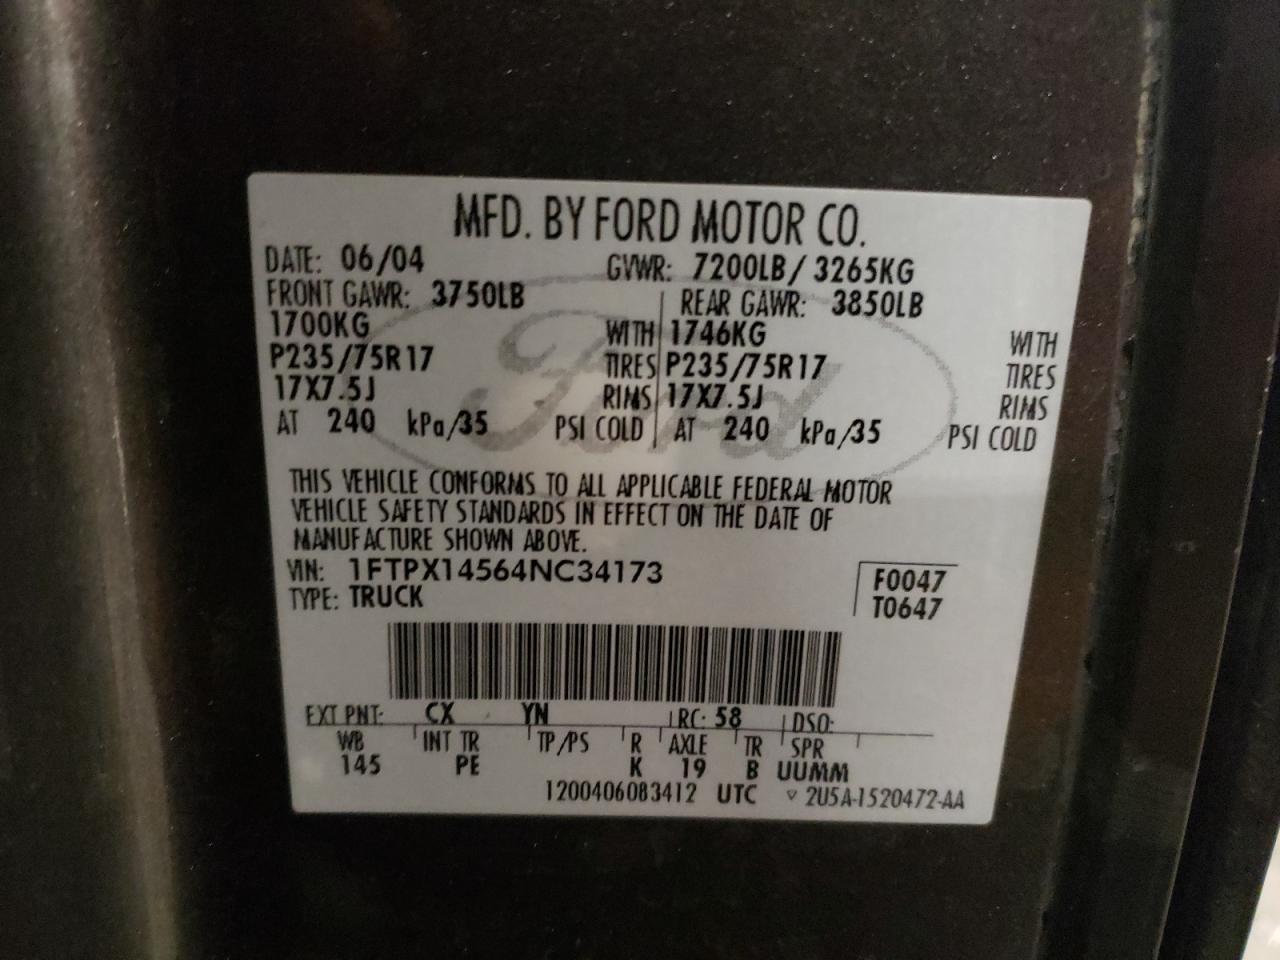 MFD. BY FORD MOTOR CO.
DATE: 06/04 GVWR: 7200LB/ 3265KG
FRONT GAWR: 3750LB REAR GAWR: 3850LB
1700KG WITH 1746KG WITH
P235/75R17 TIRES P235/75R17 TIRES
17X7.5J RIMS 17X7.5J RIMS
AT 240 kPa/35 PSI COLD AT 240 kPa/35 PSI COLD
Ford
THIS VEHICLE CONFORMS TO ALL APPLICABLE FEDERAL MOTOR
VEHICLE SAFETY STANDARDS IN EFFECT ON THE DATE OF
MANUFACTURE SHOWN ABOVE.
VIN: 1FTPX14564NC34173 F0047
TYPE: TRUCK T0647
EXT PNT: CX YN RC: 58 DSO:
WB INT TR TP/PS R AXLE TR SPR
145 PE K 19 B UUMM
1200406083412 UTC ▿ 2U5A-1520472-AA